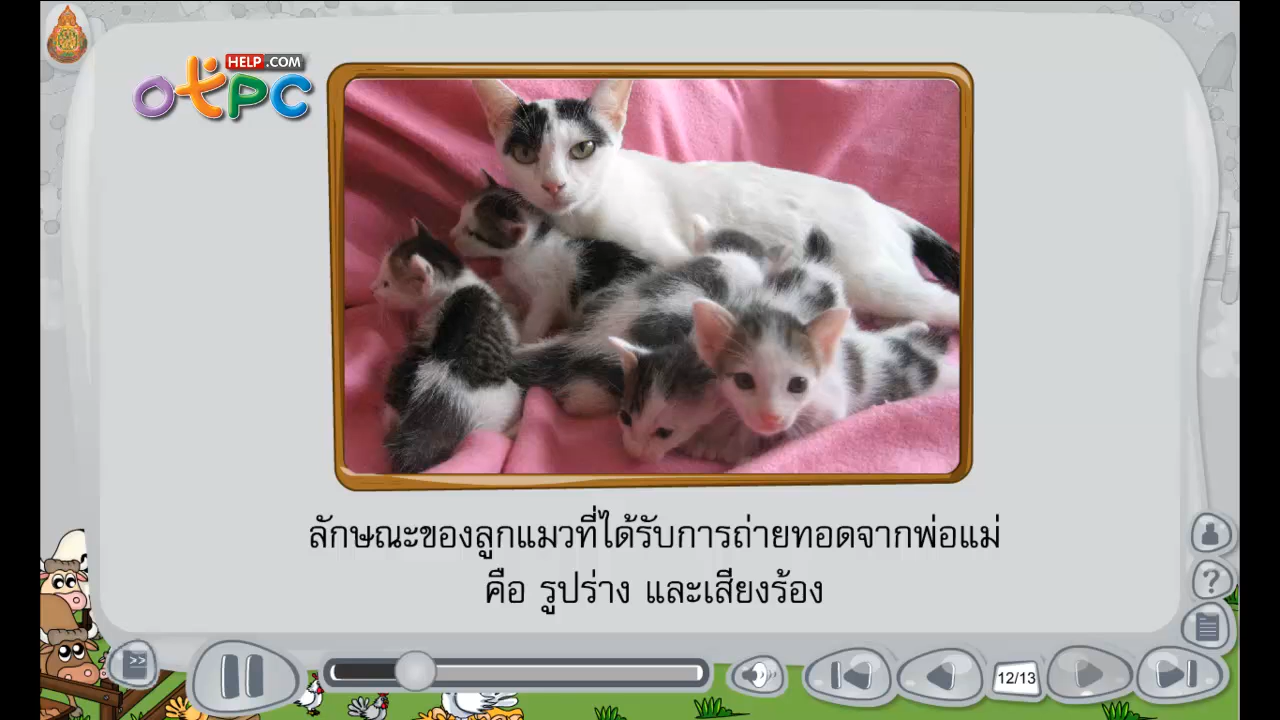 HELP.COM
OTPC
ลักษณะของลูกแมวที่ได้รับการถ่ายทอดจากพ่อแม่
คือ รูปร่าง และเสียงร้อง
?
12/13